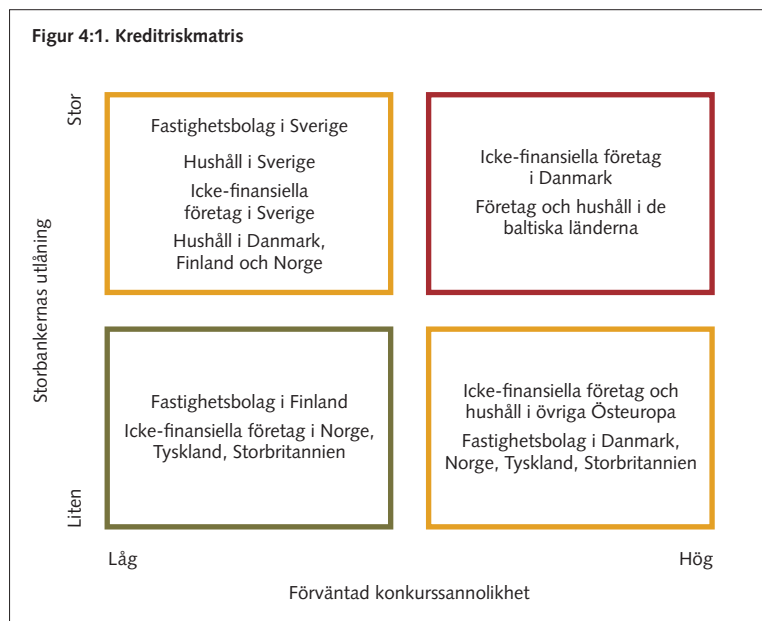 Figur 4:1. Kreditriskmatris
Stor
Storbankernas utlåning
Liten
Fastighetsbolag i Sverige
Hushåll i Sverige
Icke-finansiella
företag i Sverige
Hushåll i Danmark,
Finland och Norge
Icke-finansiella företag
i Danmark
Företag och hushåll i de
baltiska länderna
Fastighetsbolag i Finland
Icke-finansiella företag i Norge,
Tyskland, Storbritannien
Icke-finansiella företag och
hushåll i övriga Östeuropa
Fastighetsbolag i Danmark,
Norge, Tyskland, Storbritannien
Låg
Hög
Förväntad konkurssannolikhet